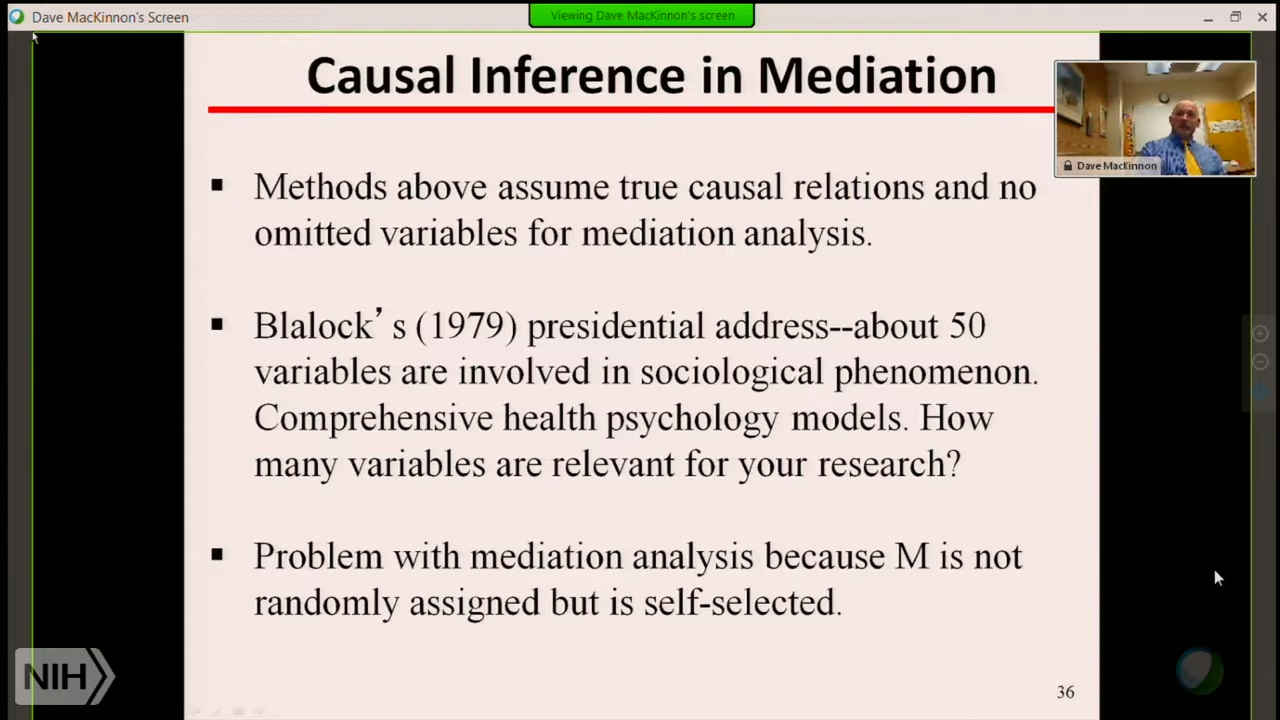 Dave MacKinnon's Screen
Viewing Dave MacKinnon's screen
Causal Inference in Mediation
Dave MacKinnon
▪ Methods above assume true causal relations and no
omitted variables for mediation analysis.
▪ Blalock’s (1979) presidential address--about 50
variables are involved in sociological phenomenon.
Comprehensive health psychology models. How
many variables are relevant for your research?
▪ Problem with mediation analysis because M is not
randomly assigned but is self-selected.
NIH
36